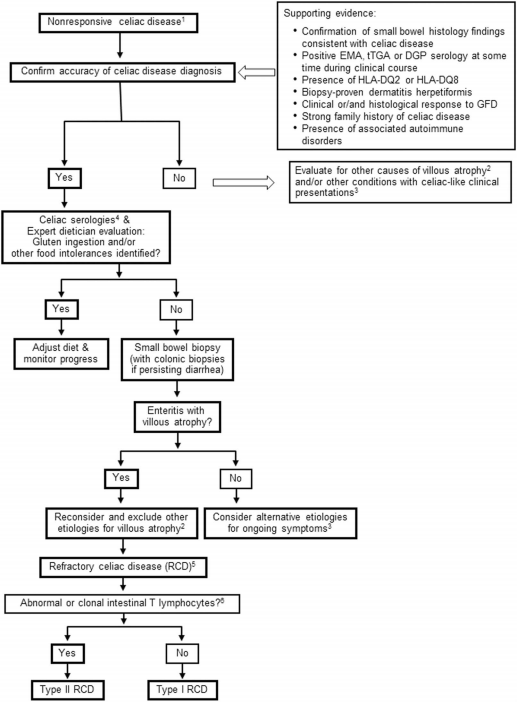 Nonresponsive celiac disease¹
Confirm accuracy of celiac disease diagnosis
Supporting evidence:
• Confirmation of small bowel histology findings
consistent with celiac disease
• Positive EMA, tTGA or DGP serology at some
time during clinical course
• Presence of HLA-DQ2 or HLA-DQ8
• Biopsy-proven dermatitis herpetiformis
• Clinical or/and histological response to GFD
• Strong family history of celiac disease
• Presence of associated autoimmune
disorders
Yes
No
Evaluate for other causes of villous atrophy²
and/or other conditions with celiac-like clinical
presentations³
Celiac serologies⁴ &
Expert dietician evaluation:
Gluten ingestion and/or
other food intolerances identified?
Yes
No
Adjust diet &
monitor progress
Small bowel biopsy
(with colonic biopsies
if persisting diarrhea)
Enteritis with
villous atrophy?
Yes
No
Reconsider and exclude other
etiologies for villous atrophy²
Consider alternative etiologies
for ongoing symptoms³
Refractory celiac disease (RCD)⁵
Abnormal or clonal intestinal T lymphocytes?⁶
Yes
No
Type II RCD
Type I RCD